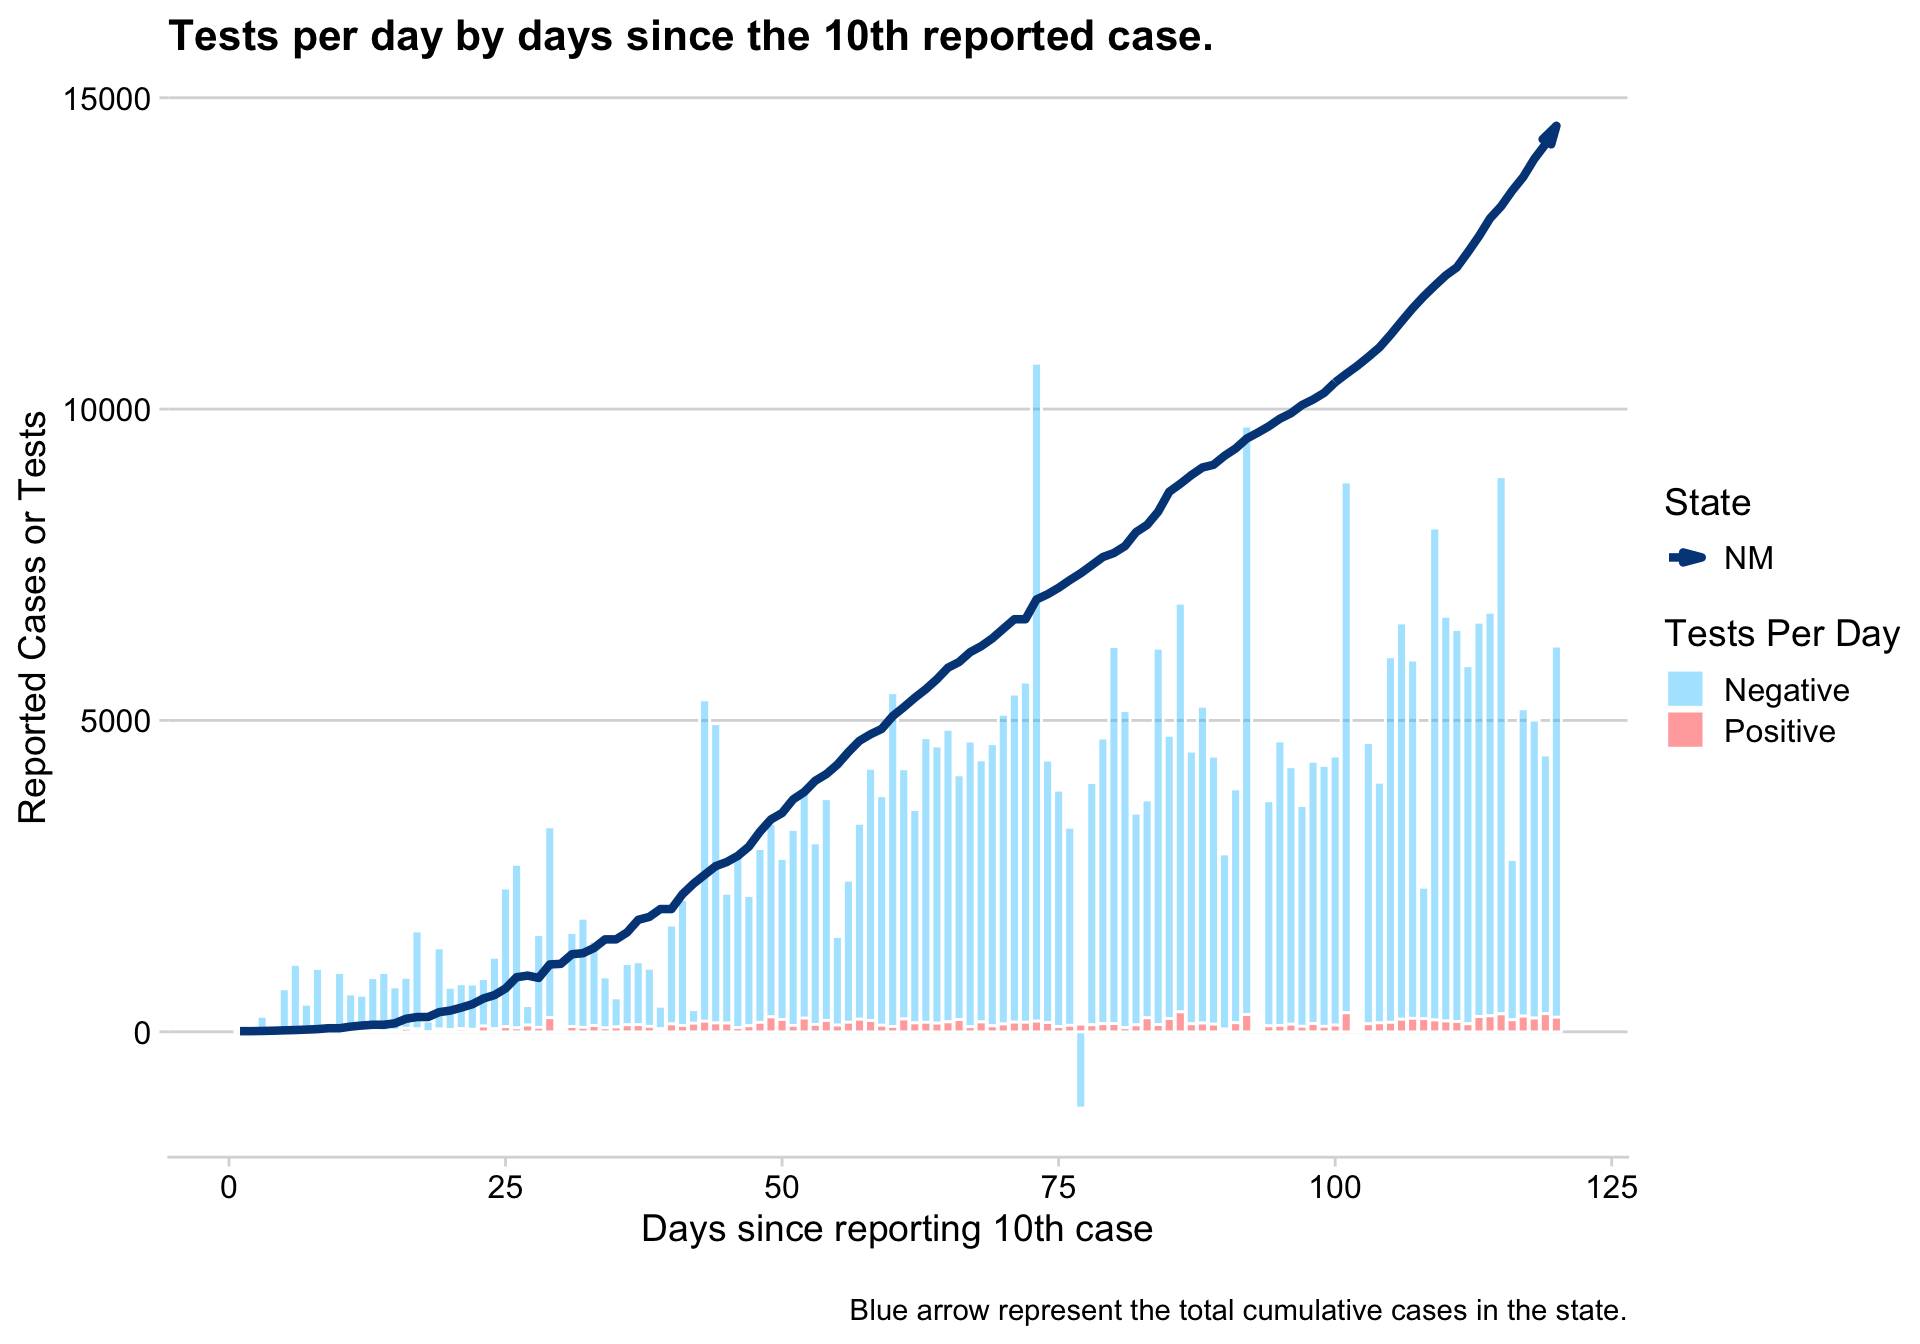 Tests per day by days since the 10th reported case.
15000
10000
5000
0
Reported Cases or Tests
0 25 50 75 100 125
Days since reporting 10th case
State
NM
Tests Per Day
Negative
Positive
Blue arrow represent the total cumulative cases in the state.